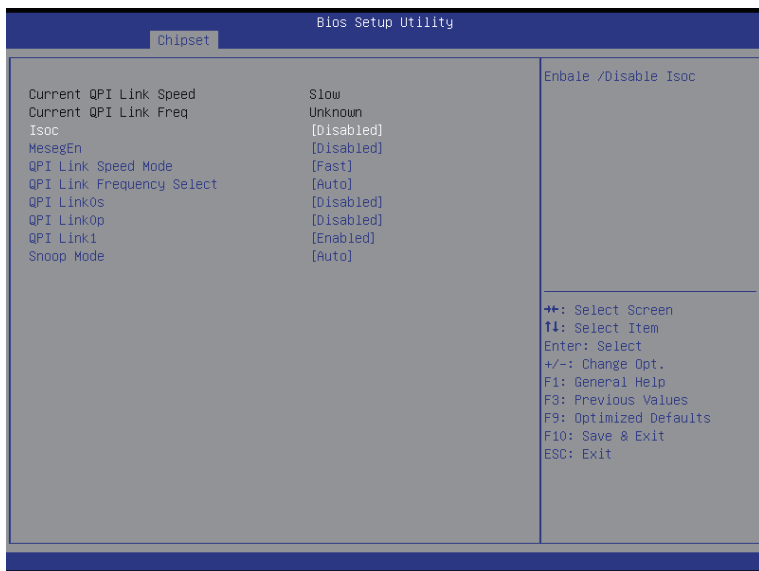 Bios Setup Utility
Chipset
Current QPI Link Speed Slow
Current QPI Link Freq Unknown
Isoc [Disabled]
MesegEn [Disabled]
QPI Link Speed Mode [Fast]
QPI Link Frequency Select [Auto]
QPI Link0s [Disabled]
QPI Link0p [Disabled]
QPI Link1 [Enabled]
Snoop Mode [Auto]
Enbale /Disable Isoc
→←: Select Screen
↑↓: Select Item
Enter: Select
+/-: Change Opt.
F1: General Help
F3: Previous Values
F9: Optimized Defaults
F10: Save & Exit
ESC: Exit